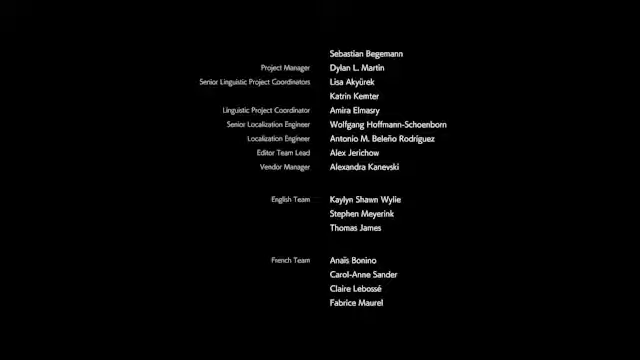 Sebastian Begemann
Project Manager Dylan L. Martin
Senior Linguistic Project Coordinators Lisa Akyürek
Katrin Kemter
Linguistic Project Coordinator Amira Elmasry
Senior Localization Engineer Wolfgang Hoffmann-Schoenborn
Localization Engineer Antonio M. Beleño Rodríguez
Editor Team Lead Alex Jerichow
Vendor Manager Alexandra Kanevski
English Team Kaylyn Shawn Wylie
Stephen Meyerink
Thomas James
French Team Anaïs Bonino
Carol-Anne Sander
Claire Lebossé
Fabrice Maurel